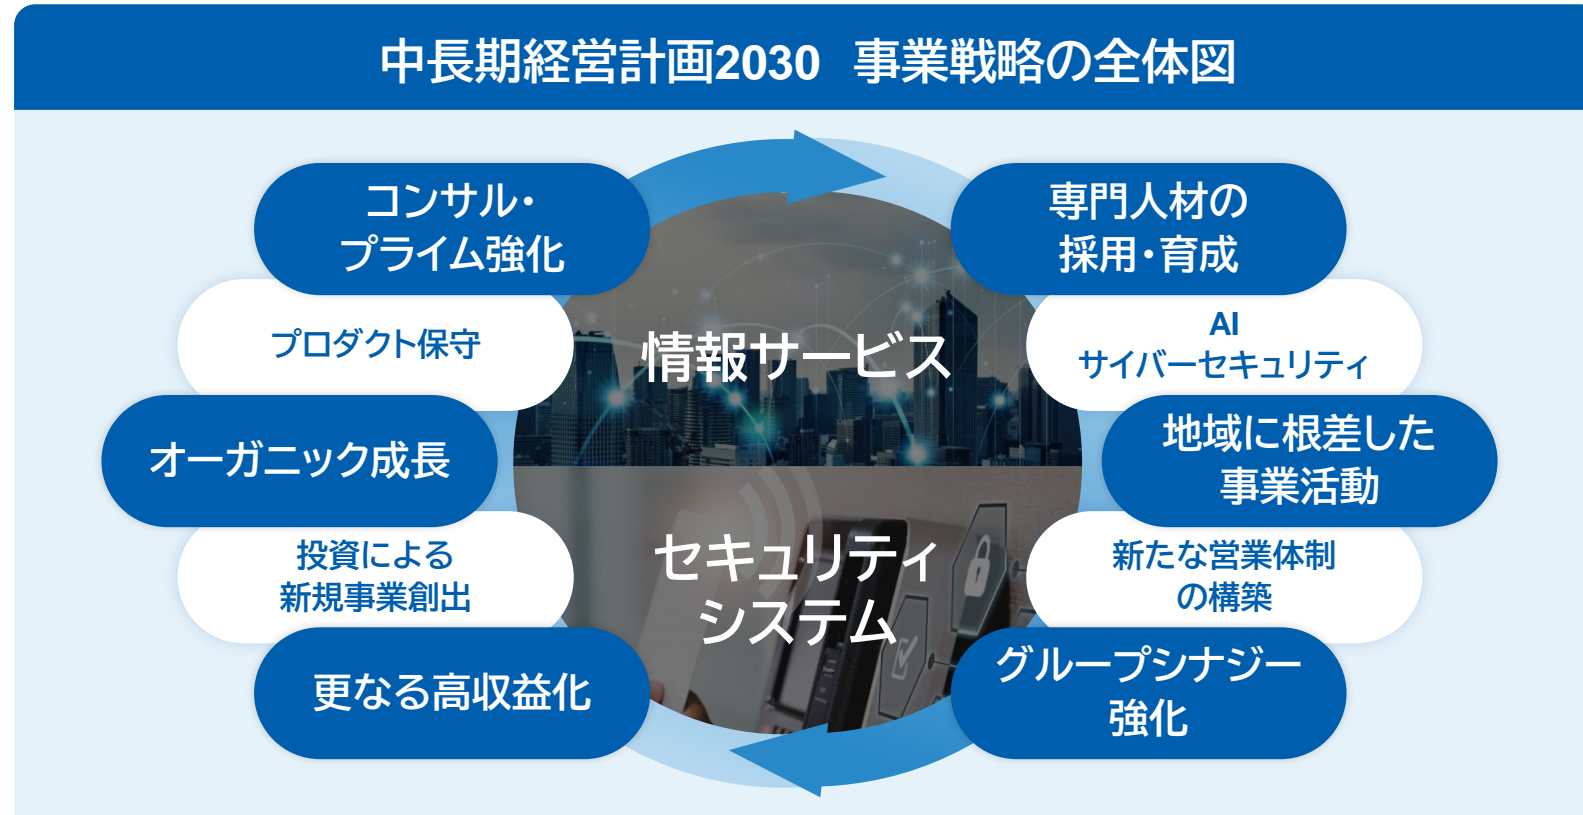 中長期経営計画2030 事業戦略の全体図
コンサル・
プライム強化
プロダクト保守
オーガニック成長
投資による
新規事業創出
更なる高収益化
情報サービス
セキュリティ
システム
専門人材の
採用・育成
AI
サイバーセキュリティ
地域に根差した
事業活動
新たな営業体制
の構築
グループシナジー
強化